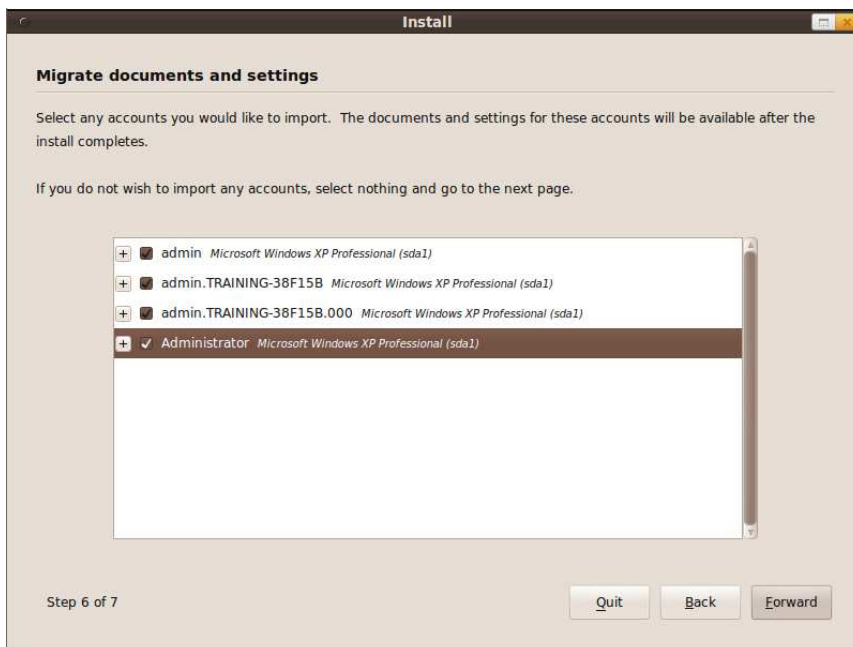 Install
Migrate documents and settings
Select any accounts you would like to import. The documents and settings for these accounts will be available after the
install completes.
If you do not wish to import any accounts, select nothing and go to the next page.
admin Microsoft Windows XP Professional (sda1)
admin.TRAINING-38F15B Microsoft Windows XP Professional (sda1)
admin.TRAINING-38F15B.000 Microsoft Windows XP Professional (sda1)
Administrator Microsoft Windows XP Professional (sda1)
Step 6 of 7 Quit Back Forward